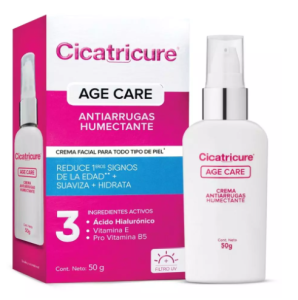 Cicatricure®
AGE CARE
ANTIARRUGAS
HUMECTANTE
CREMA FACIAL PARA TODO TIPO DE PIEL
REDUCE 1ros SIGNOS
DE LA EDAD** +
SUAVIZA + HIDRATA
3
INGREDIENTES ACTIVOS
• Ácido Hialurónico
• Vitamina E
• Pro Vitamina B5
Cont. Neto 50 g
FILTRO UV
Cicatricure®
AGE CARE
CREMA
ANTIARRUGAS
HUMECTANTE
Cont. Neto
50g